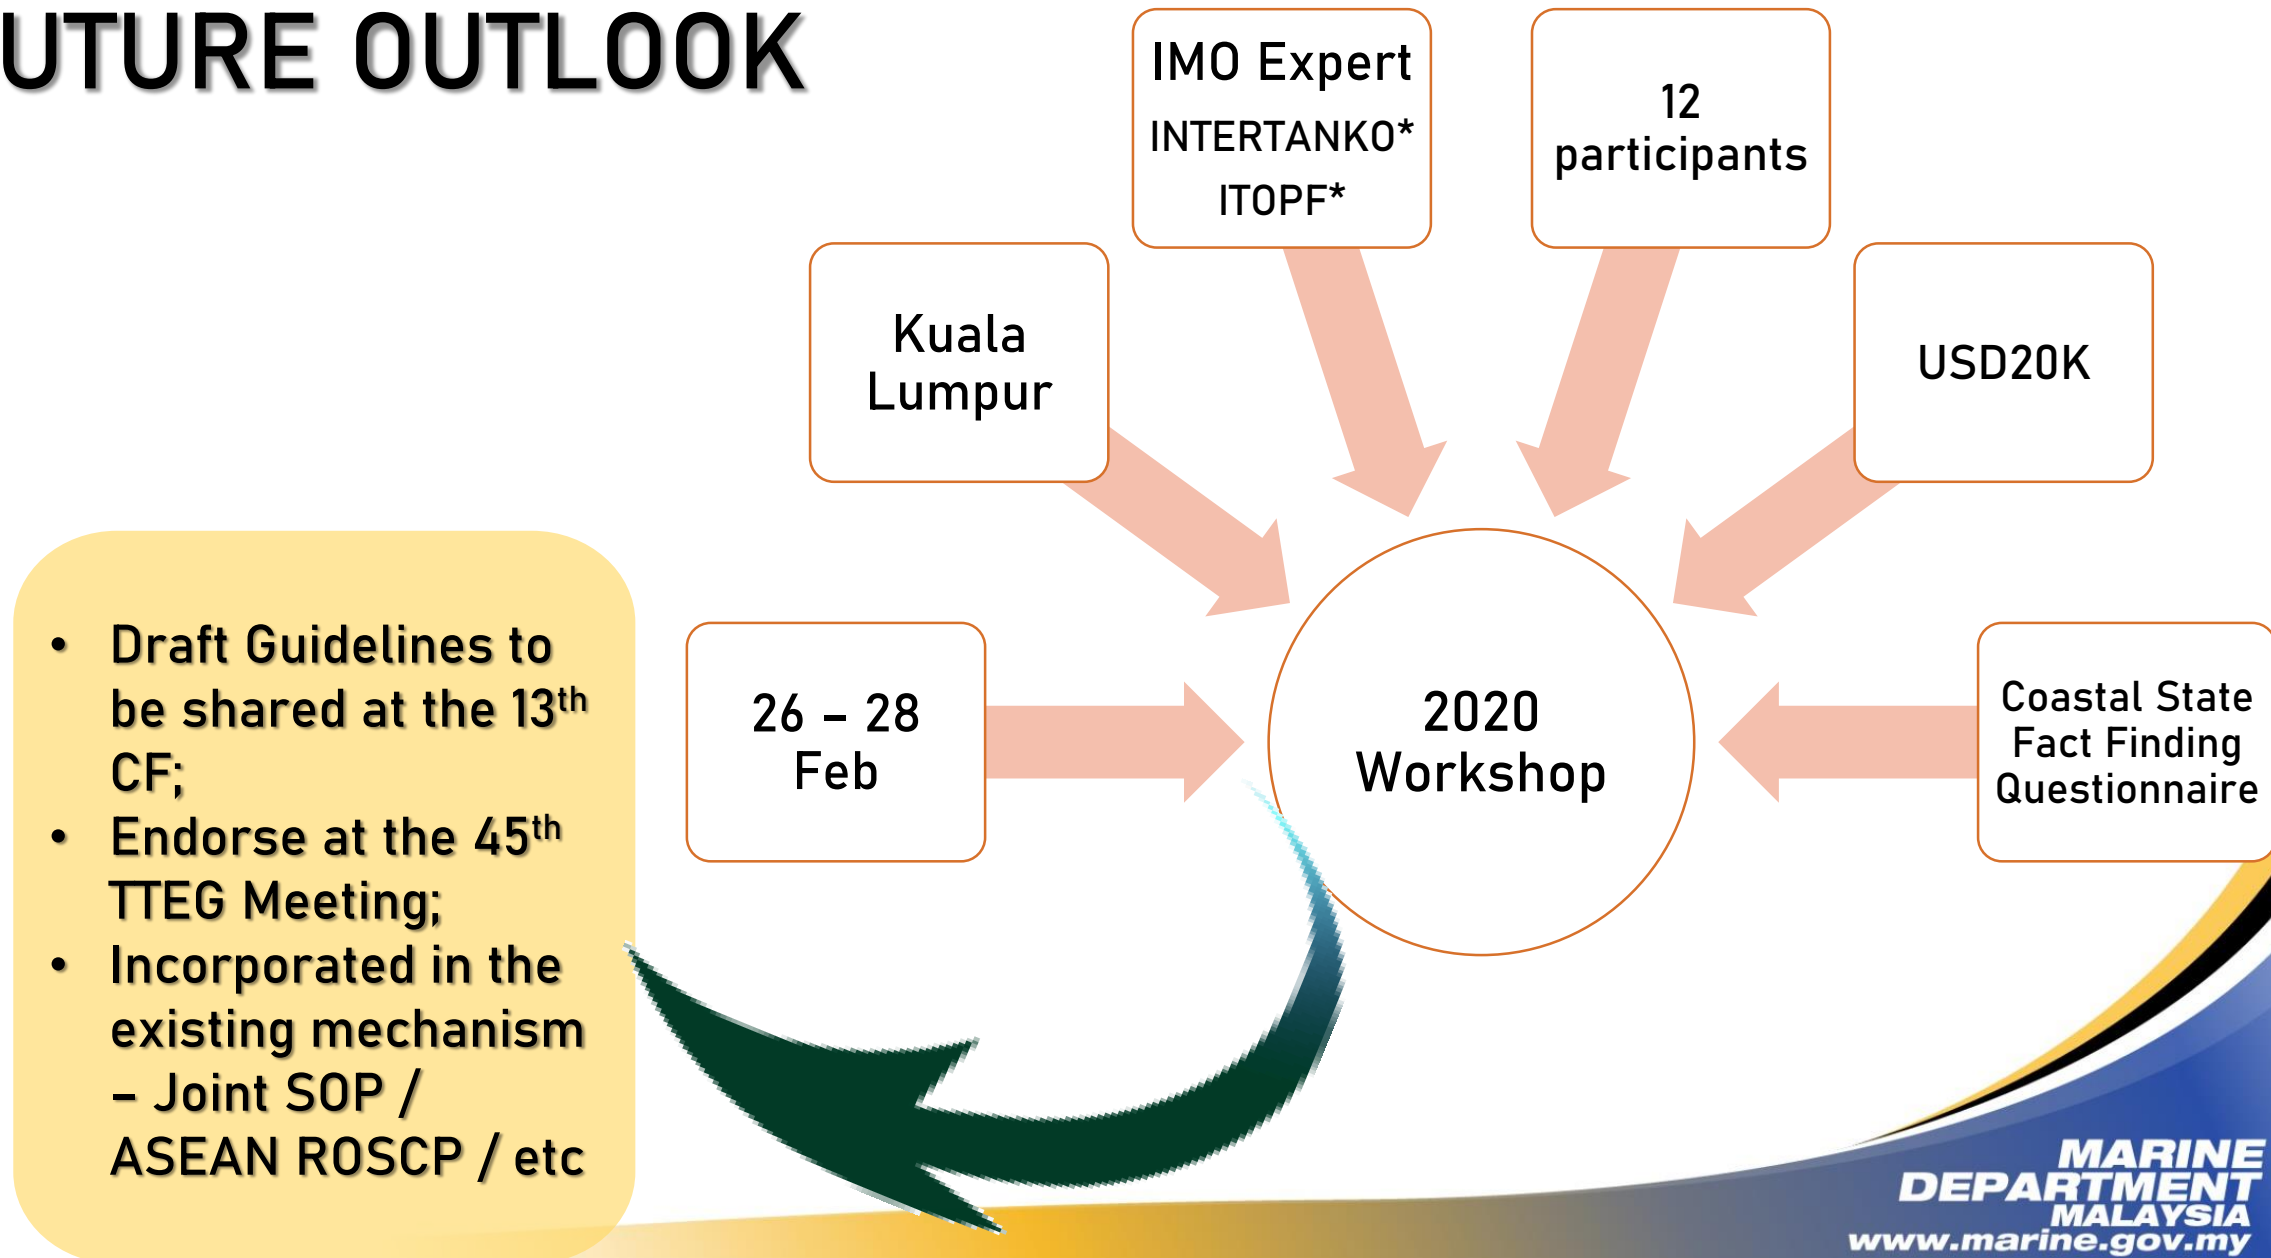 UTURE OUTLOOK
IMO Expert
INTERTANKO*
ITOPF*
12
participants
Kuala
Lumpur
USD20K
26 – 28
Feb
2020
Workshop
Coastal State
Fact Finding
Questionnaire
• Draft Guidelines to
be shared at the 13th
CF;
• Endorse at the 45th
TTEG Meeting;
• Incorporated in the
existing mechanism
– Joint SOP /
ASEAN ROSCP / etc
MARINE
DEPARTMENT
MALAYSIA
www.marine.gov.my